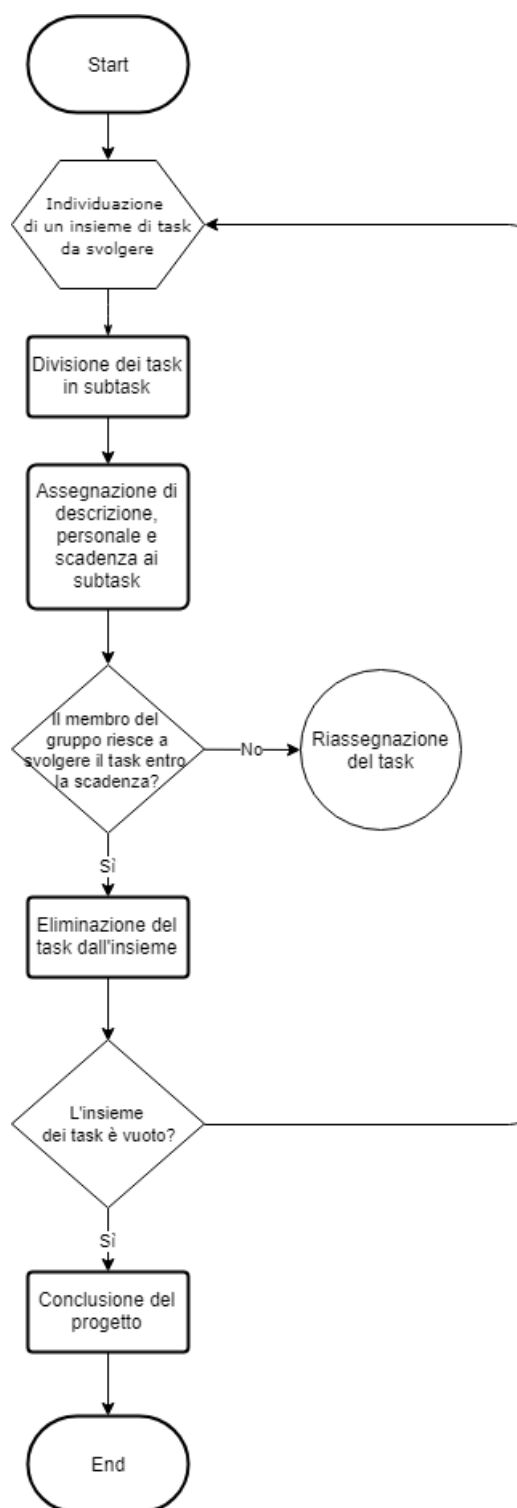 Start
Individuazione
di un insieme di task
da svolgere
Divisione dei task
in subtask
Assegnazione di
descrizione,
personale e
scadenza ai
subtask
Il membro del
gruppo riesce a
svolgere il task entro
la scadenza?
No
Riassegnazione
del task
Sì
Eliminazione del
task dall'insieme
L'insieme
dei task è vuoto?
Sì
Conclusione del
progetto
End